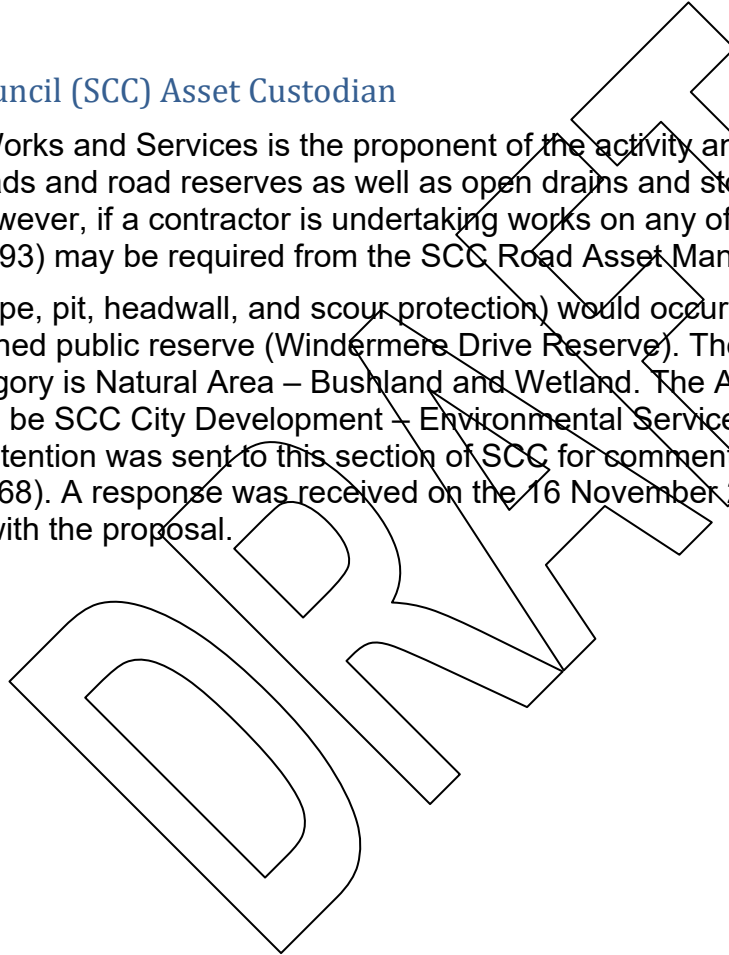 uncil (SCC) Asset Custodian
Works and Services is the proponent of the activity an
ads and road reserves as well as open drains and sto
owever, if a contractor is undertaking works on any of
93) may be required from the SCC Road Asset Man
pe, pit, headwall, and scour protection) would occur
ned public reserve (Windermere Drive Reserve). The
gory is Natural Area – Bushland and Wetland. The A
be SCC City Development – Environmental Service
tention was sent to this section of SCC for comment
68). A response was received on the 16 November
with the proposal.
DRAFT